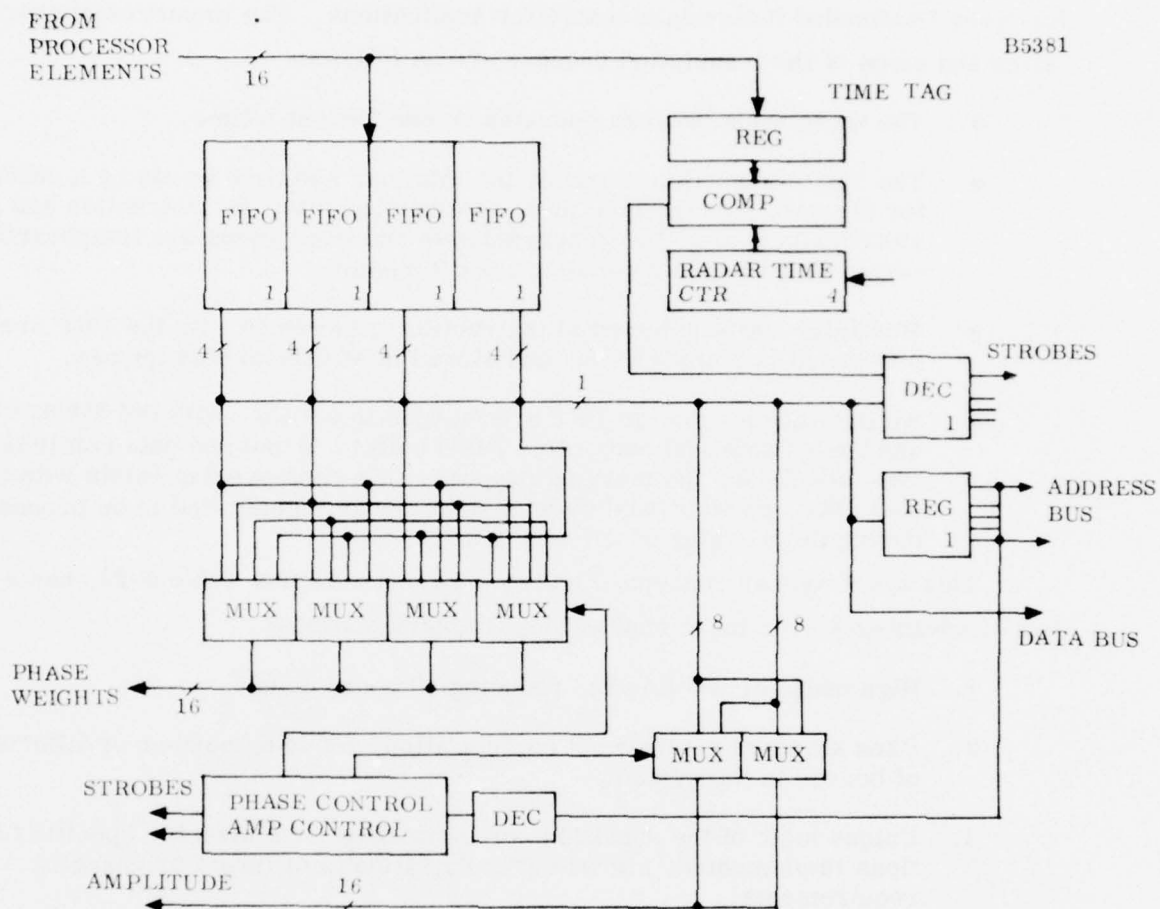 FROM
PROCESSOR
ELEMENTS
16
B5381
TIME TAG
REG
COMP
RADAR TIME
CTR 4
FIFO FIFO FIFO FIFO
1 1 1 1
4 4 4 4
1
STROBES
DEC
1
REG
1
ADDRESS
BUS
DATA BUS
MUX MUX MUX MUX
8 8
PHASE
WEIGHTS
16
MUX MUX
STROBES
PHASE CONTROL
AMP CONTROL
DEC
AMPLITUDE
16